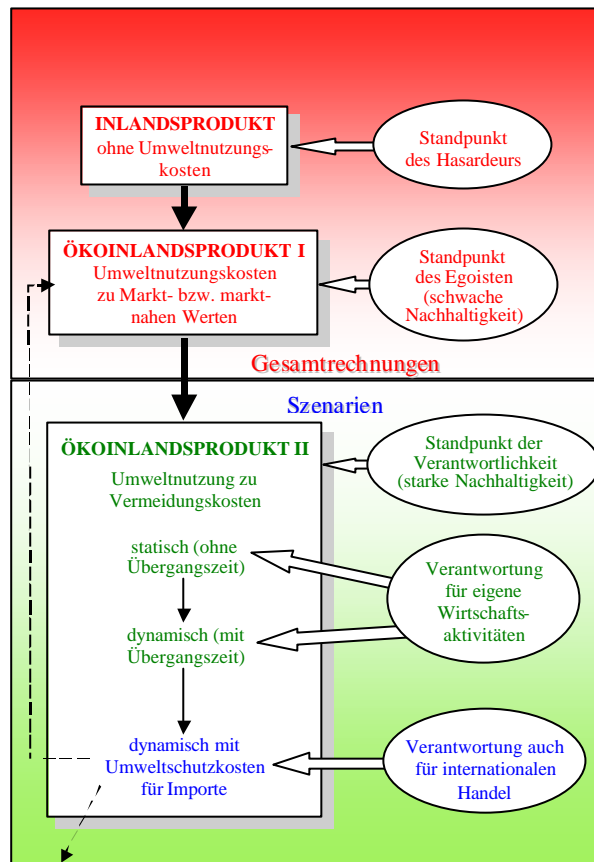 INLANDSPRODUKT
ohne Umweltnutzungs-
kosten
Standpunkt
des Hasardeurs
ÖKOINLANDSPRODUKT I
Umweltnutzungskosten
zu Markt- bzw. markt-
nahen Werten
Standpunkt
des Egoisten
(schwache
Nachhaltigkeit)
Gesamtrechnungen
Szenarien
ÖKOINLANDSPRODUKT II
Umweltnutzung zu
Vermeidungskosten
Standpunkt der
Verantwortlichkeit
(starke Nachhaltigkeit)
statisch (ohne
Übergangszeit)
dynamisch (mit
Übergangszeit)
Verantwortung
für eigene
Wirtschafts-
aktivitäten
dynamisch mit
Umweltschutzkosten
für Importe
Verantwortung auch
für internationalen
Handel